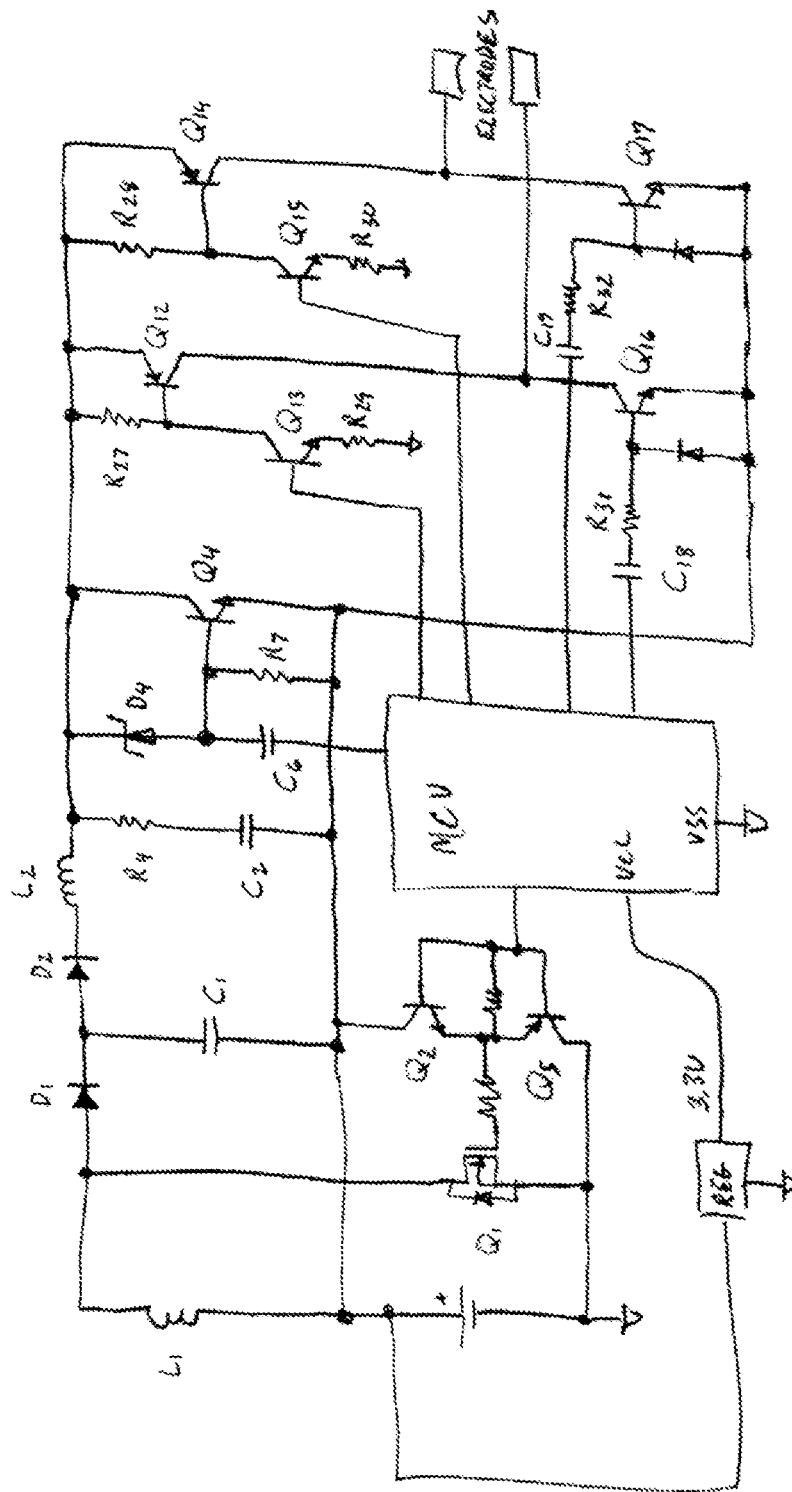 L1
D1
D2
L2
C1
R4
C2
D4
C6
R7
Q4
R27
Q12
Q13
R29
R28
Q14
Q15
R30
ELECTRODES
+
Q1
Q2
Q5
MCU
VCC
VSS
3.3V
REG
C18
R31
Q16
C19
R32
Q17